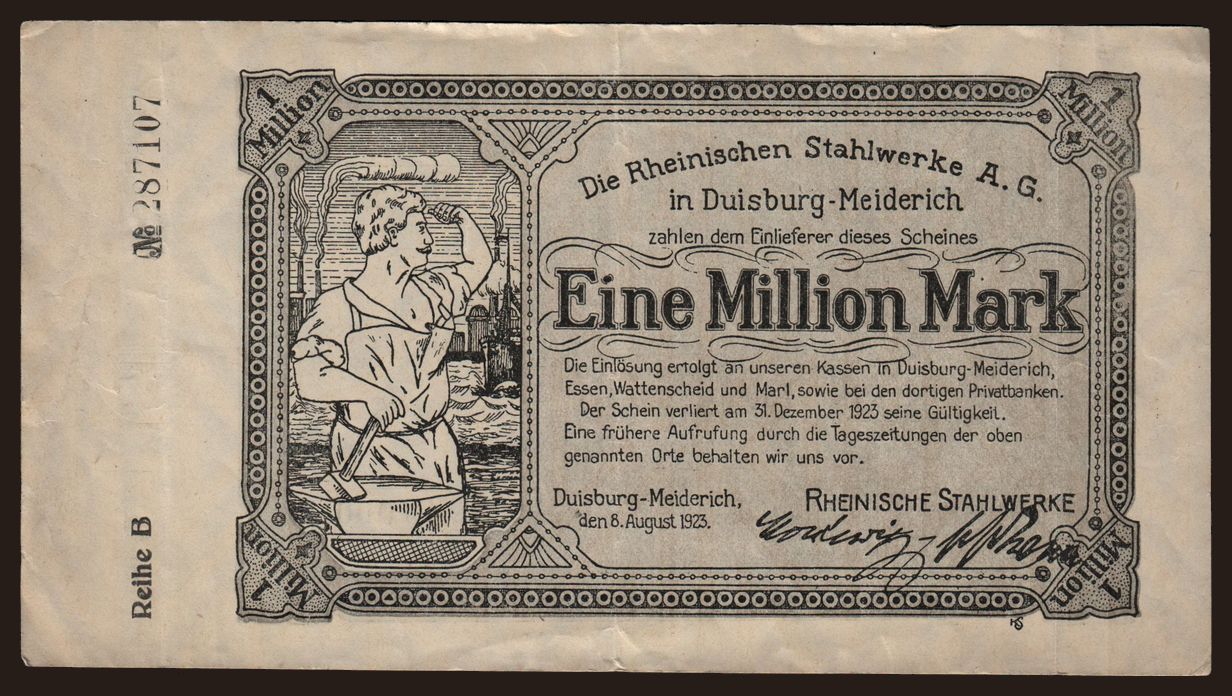 № 287107
Reihe B
1 Million
1 Million
Die Rheinischen Stahlwerke A. G.
in Duisburg-Meiderich
zahlen dem Einlieferer dieses Scheines
Eine Million Mark
Die Einlösung erfolgt an unseren Kassen in Duisburg-Meiderich,
Essen, Wattenscheid und Marl, sowie bei den dortigen Privatbanken.
Der Schein verliert am 31. Dezember 1923 seine Gültigkeit.
Eine frühere Aufrufung durch die Tageszeitungen der oben
genannten Orte behalten wir uns vor.
Duisburg-Meiderich,
den 8. August 1923.
RHEINISCHE STAHLWERKE
1 Million
1 Million
KS